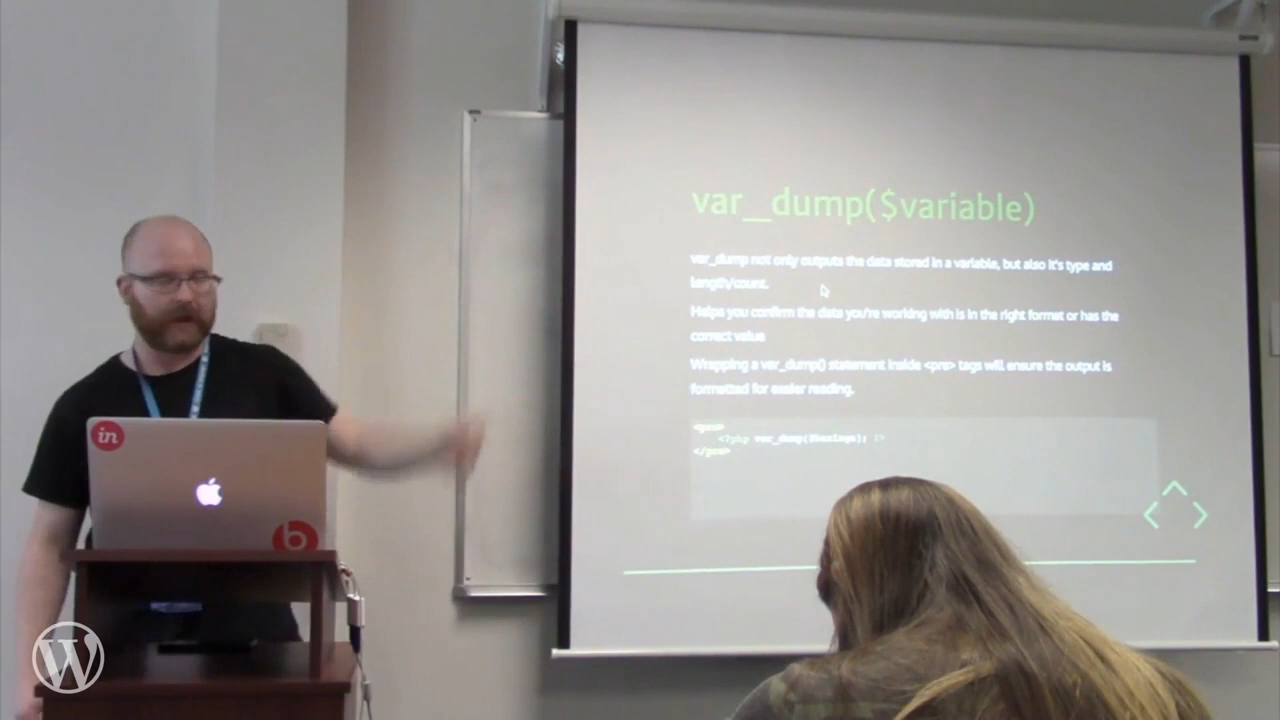 var_dump($variable)
var_dump not only outputs the data stored in a variable, but also it's type and
length/count.
Helps you confirm the data you're working with is in the right format or has the
correct value
Wrapping a var_dump() statement inside <pre> tags will ensure the output is
formatted for easier reading.
<pre>
<?php var_dump($bazinga); ?>
</pre>
in
b
W